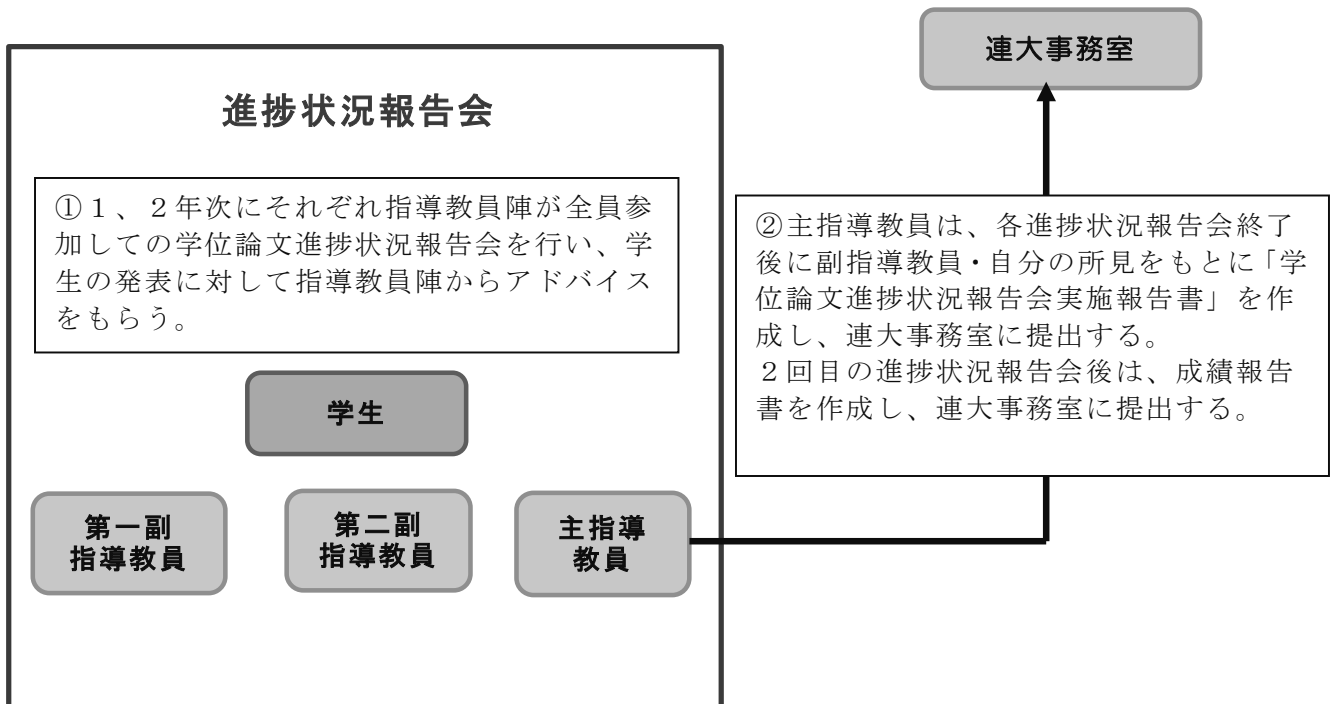 連大事務室
進捗状況報告会
①１、２年次にそれぞれ指導教員陣が全員参
加しての学位論文進捗状況報告会を行い、学
生の発表に対して指導教員陣からアドバイス
をもらう。
②主指導教員は、各進捗状況報告会終了
後に副指導教員・自分の所見をもとに「学
位論文進捗状況報告会実施報告書」を作
成し、連大事務室に提出する。
２回目の進捗状況報告会後は、成績報告
書を作成し、連大事務室に提出する。
学生
第一副
指導教員
第二副
指導教員
主指導
教員